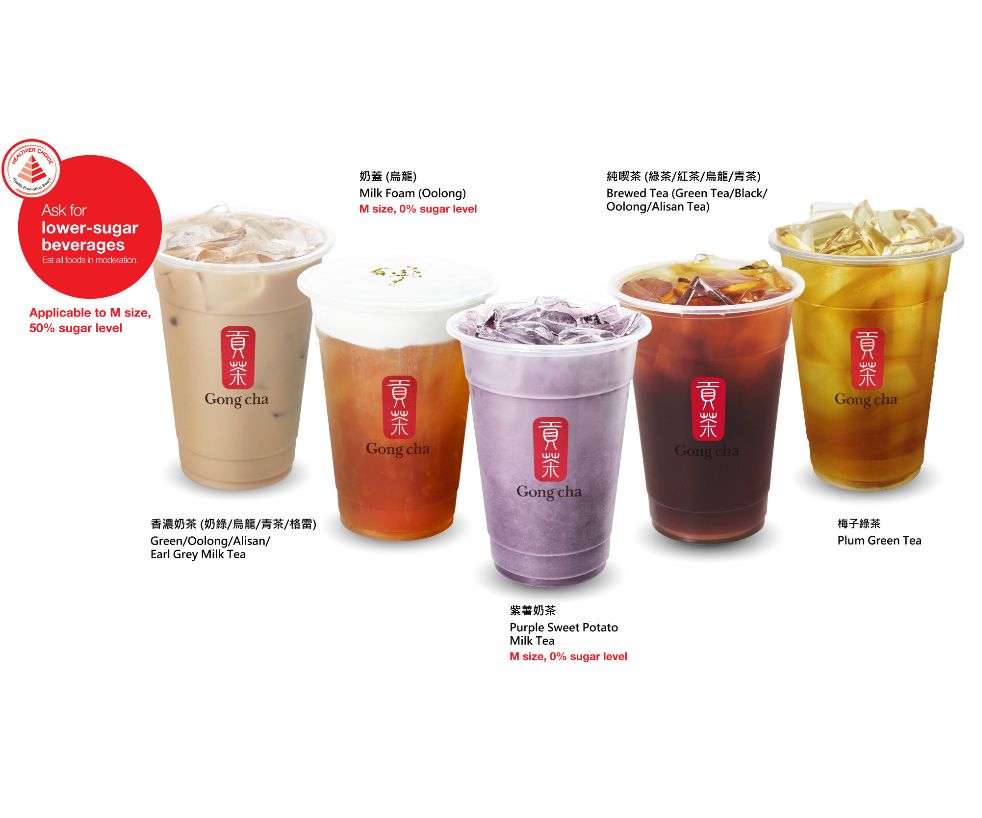 HEALTHIER CHOICE
Health Promotion Board
Ask for
lower-sugar
beverages
Eat all foods in moderation.
Applicable to M size,
50% sugar level
奶蓋 (烏龍)
Milk Foam (Oolong)
M size, 0% sugar level
純喫茶 (綠茶/紅茶/烏龍/青茶)
Brewed Tea (Green Tea/Black/
Oolong/Alisan Tea)
貢茶
Gong cha
貢茶
Gong cha
貢茶
Gong cha
貢茶
Gong cha
貢茶
Gong cha
香濃奶茶 (奶綠/烏龍/青茶/格雷)
Green/Oolong/Alisan/
Earl Grey Milk Tea
紫薯奶茶
Purple Sweet Potato
Milk Tea
M size, 0% sugar level
梅子綠茶
Plum Green Tea